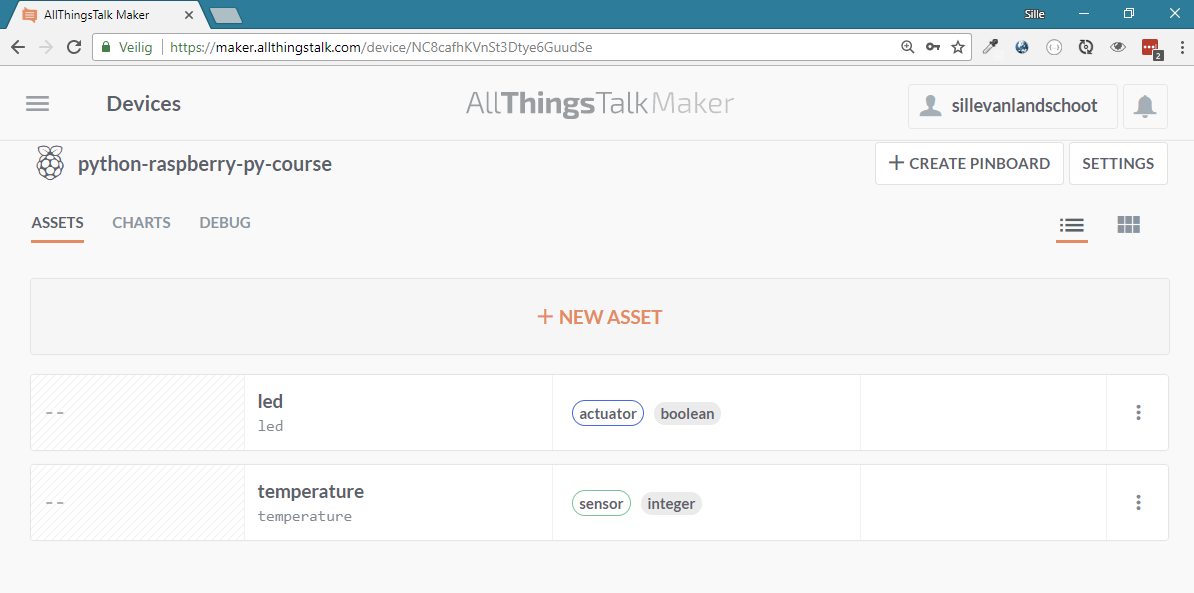 AllThingsTalk Maker
Sille
Veilig https://maker.allthingstalk.com/device/NC8cafhKVnSt3Dtye6GuudSe
2
Devices
AllThingsTalkMaker
sillevanlandschoot
python-raspberry-py-course
+ CREATE PINBOARD
SETTINGS
ASSETS CHARTS DEBUG
+ NEW ASSET
--
led
led
actuator boolean
--
temperature
temperature
sensor integer